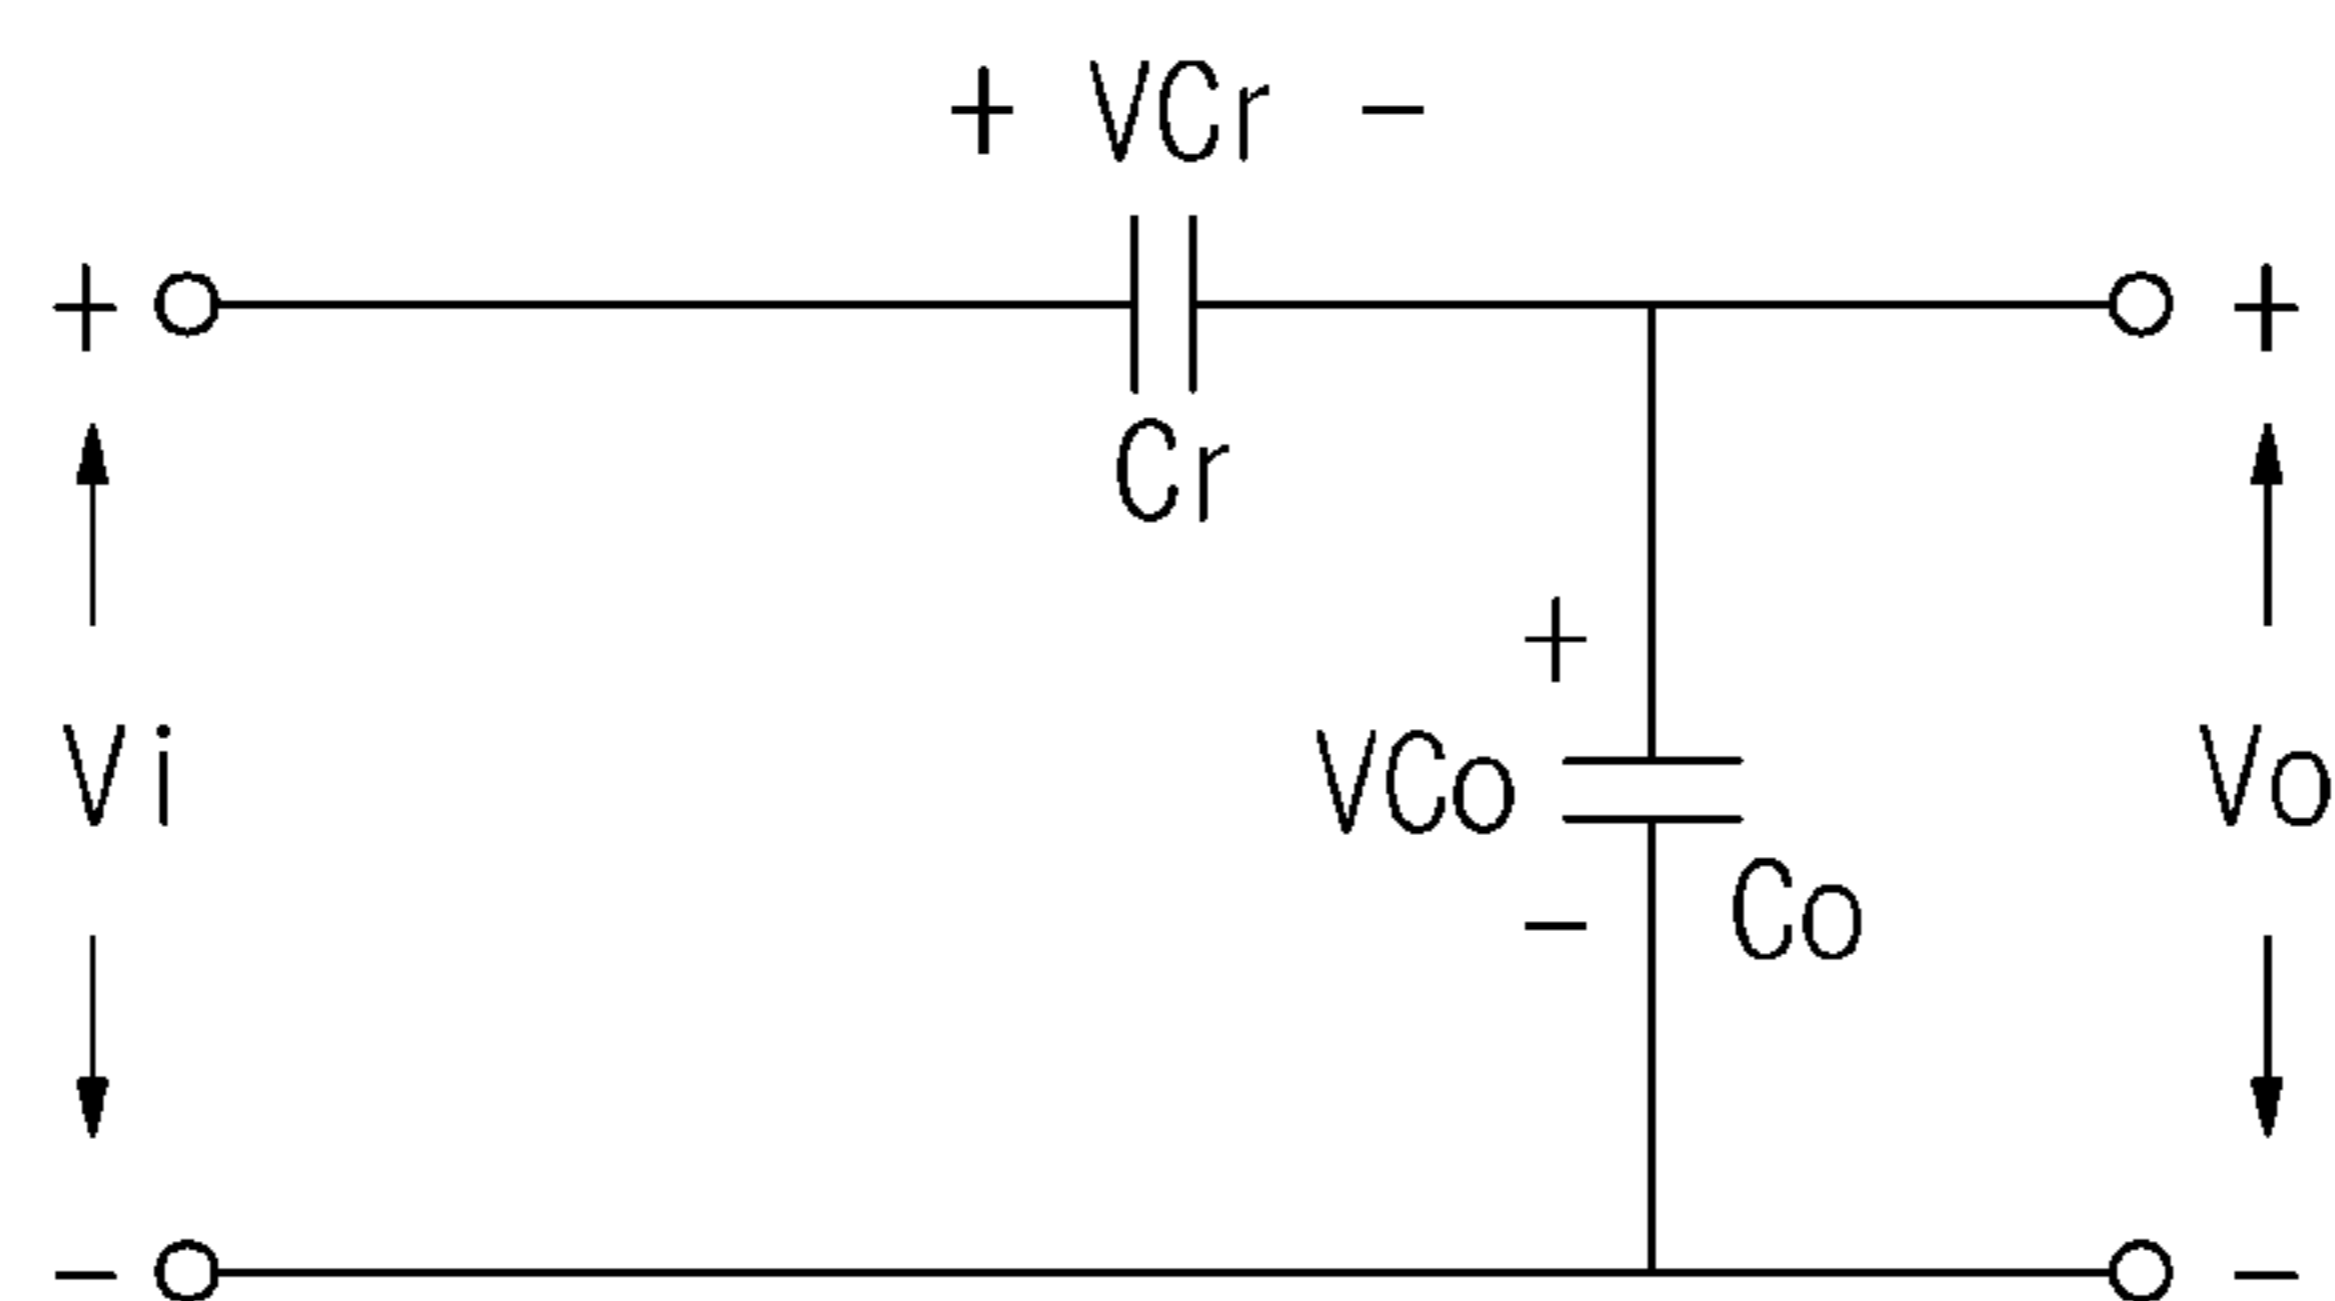 + VCr −
+ +
Cr
+
Vi VCo Vo
Co
−
− −